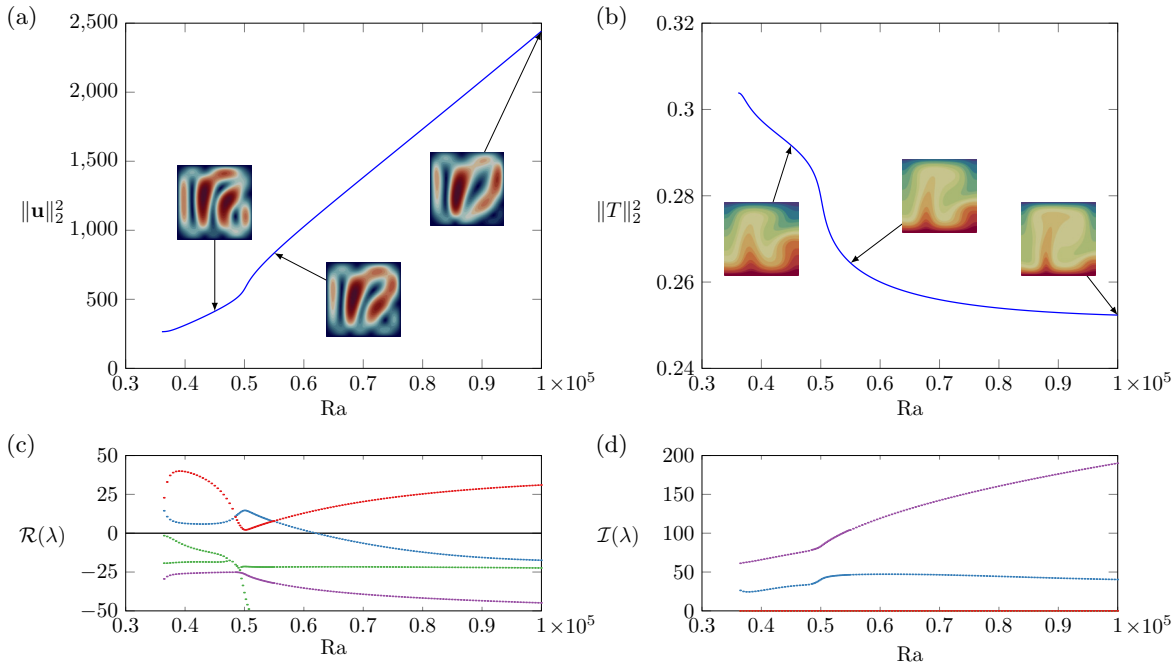 (a)
2,500
2,000
1,500
1,000
500
0
‖u‖₂²
0.3 0.4 0.5 0.6 0.7 0.8 0.9 1 ×10⁵
Ra
(b)
0.32
0.3
0.28
0.26
0.24
‖T‖₂²
0.3 0.4 0.5 0.6 0.7 0.8 0.9 1 ×10⁵
Ra
(c)
50
25
0
−25
−50
ℛ(λ)
0.3 0.4 0.5 0.6 0.7 0.8 0.9 1 ×10⁵
Ra
(d)
200
150
100
50
0
ℐ(λ)
0.3 0.4 0.5 0.6 0.7 0.8 0.9 1 ×10⁵
Ra